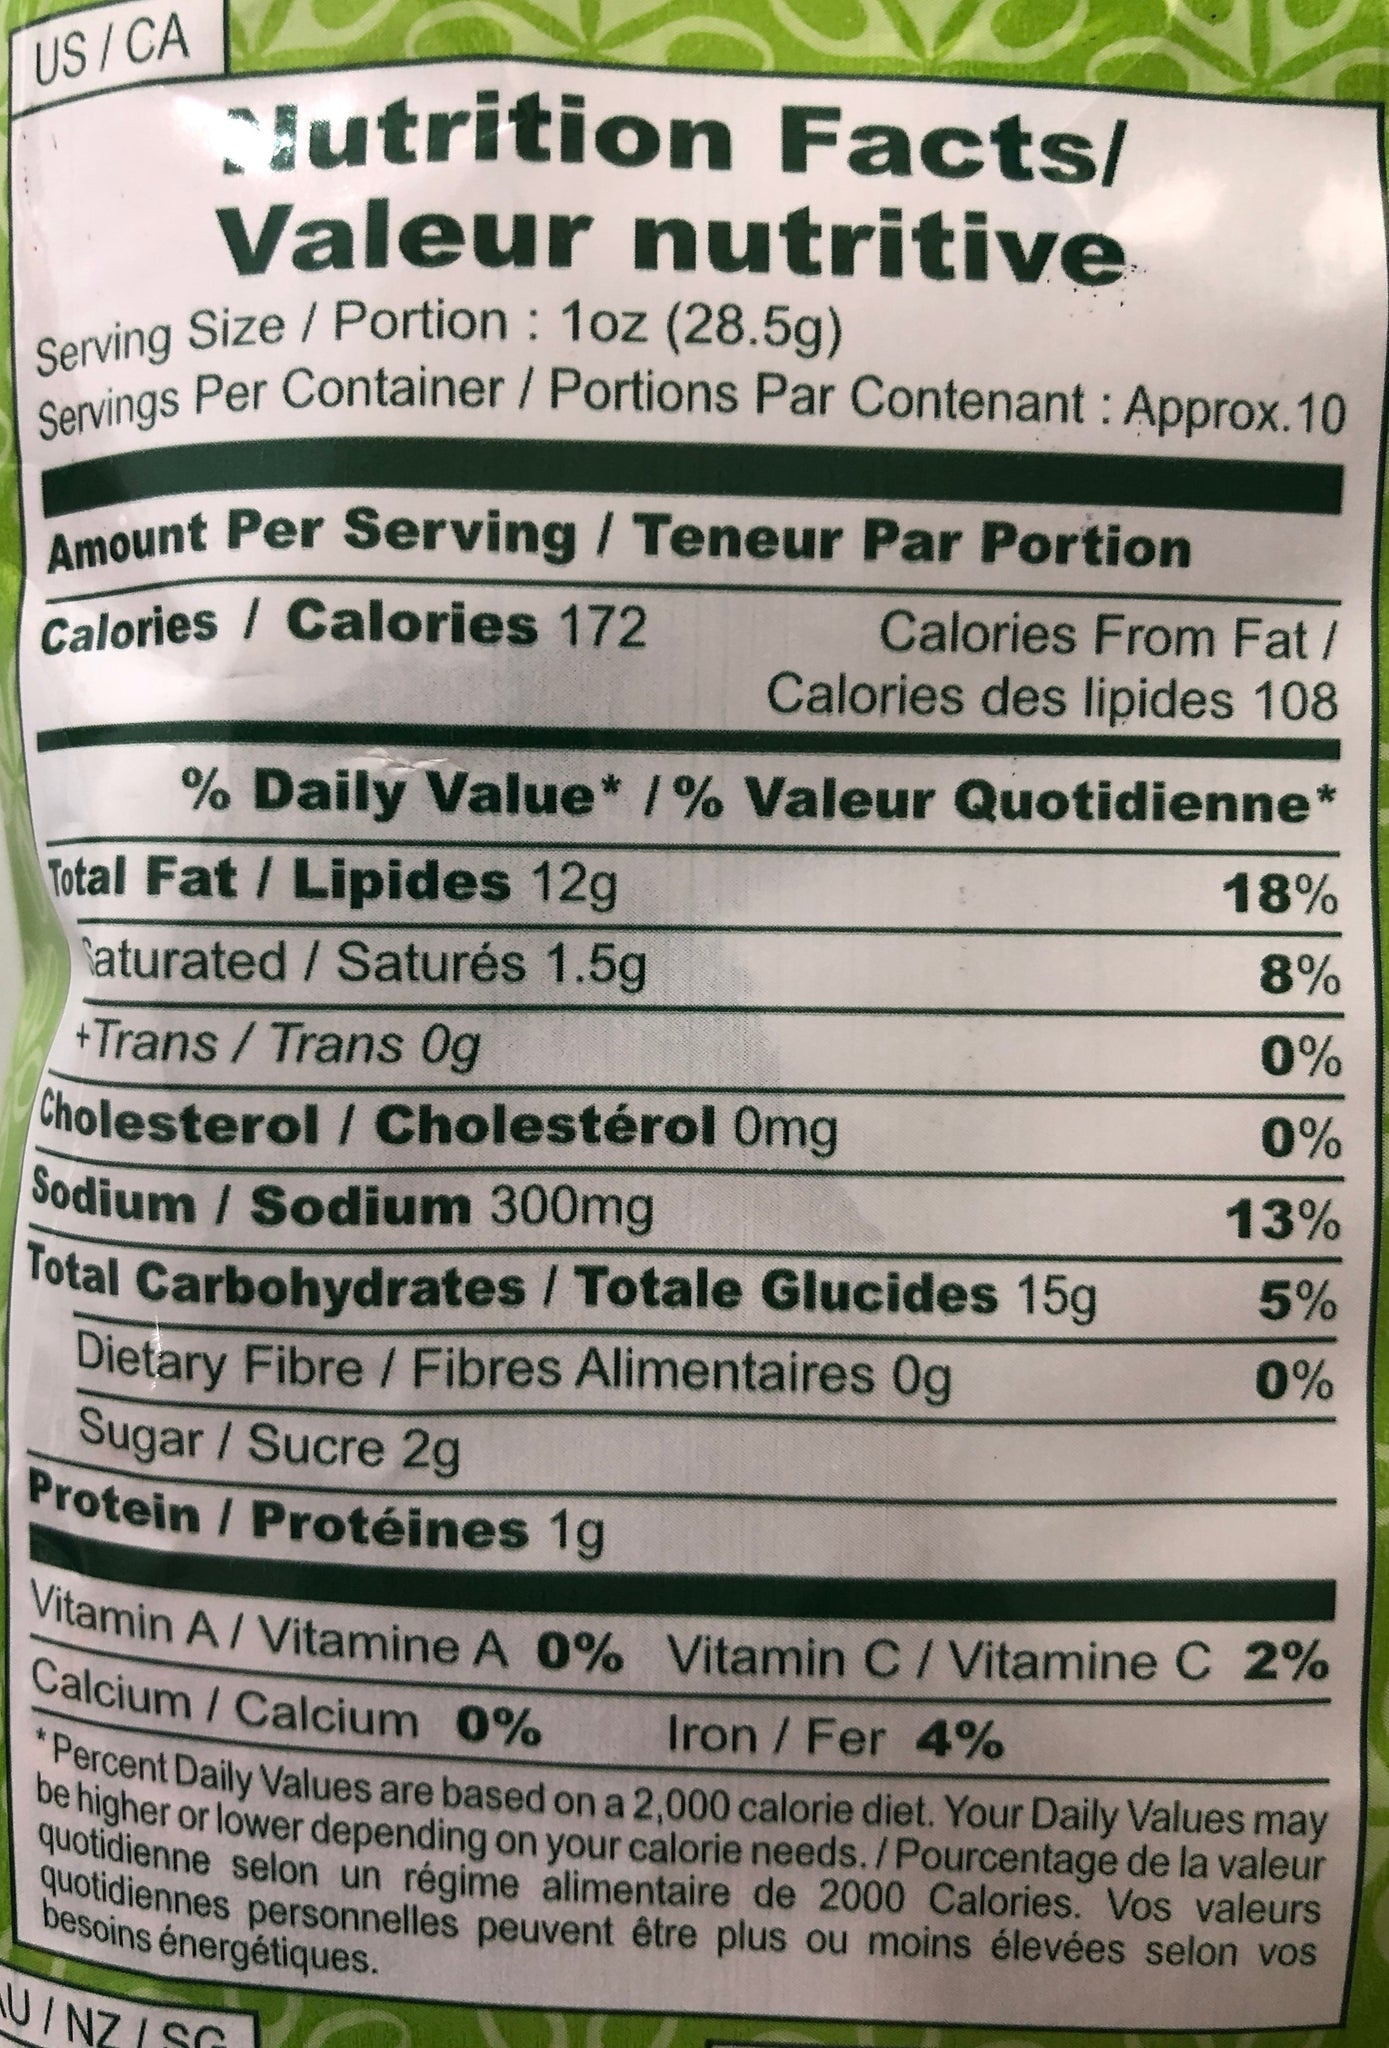 US / CA
Nutrition Facts/
Valeur nutritive
Serving Size / Portion : 1oz (28.5g)
Servings Per Container / Portions Par Contenant : Approx.10
Amount Per Serving / Teneur Par Portion
Calories / Calories 172 Calories From Fat /
Calories des lipides 108
% Daily Value* / % Valeur Quotidienne*
Total Fat / Lipides 12g 18%
Saturated / Saturés 1.5g 8%
+Trans / Trans 0g 0%
Cholesterol / Cholestérol 0mg 0%
Sodium / Sodium 300mg 13%
Total Carbohydrates / Totale Glucides 15g 5%
Dietary Fibre / Fibres Alimentaires 0g 0%
Sugar / Sucre 2g
Protein / Protéines 1g
Vitamin A / Vitamine A 0% Vitamin C / Vitamine C 2%
Calcium / Calcium 0% Iron / Fer 4%
*Percent Daily Values are based on a 2,000 calorie diet. Your Daily Values may
be higher or lower depending on your calorie needs. / Pourcentage de la valeur
quotidienne selon un régime alimentaire de 2000 Calories. Vos valeurs
quotidiennes personnelles peuvent être plus ou moins élevées selon vos
besoins énergétiques.
AU / NZ / SG